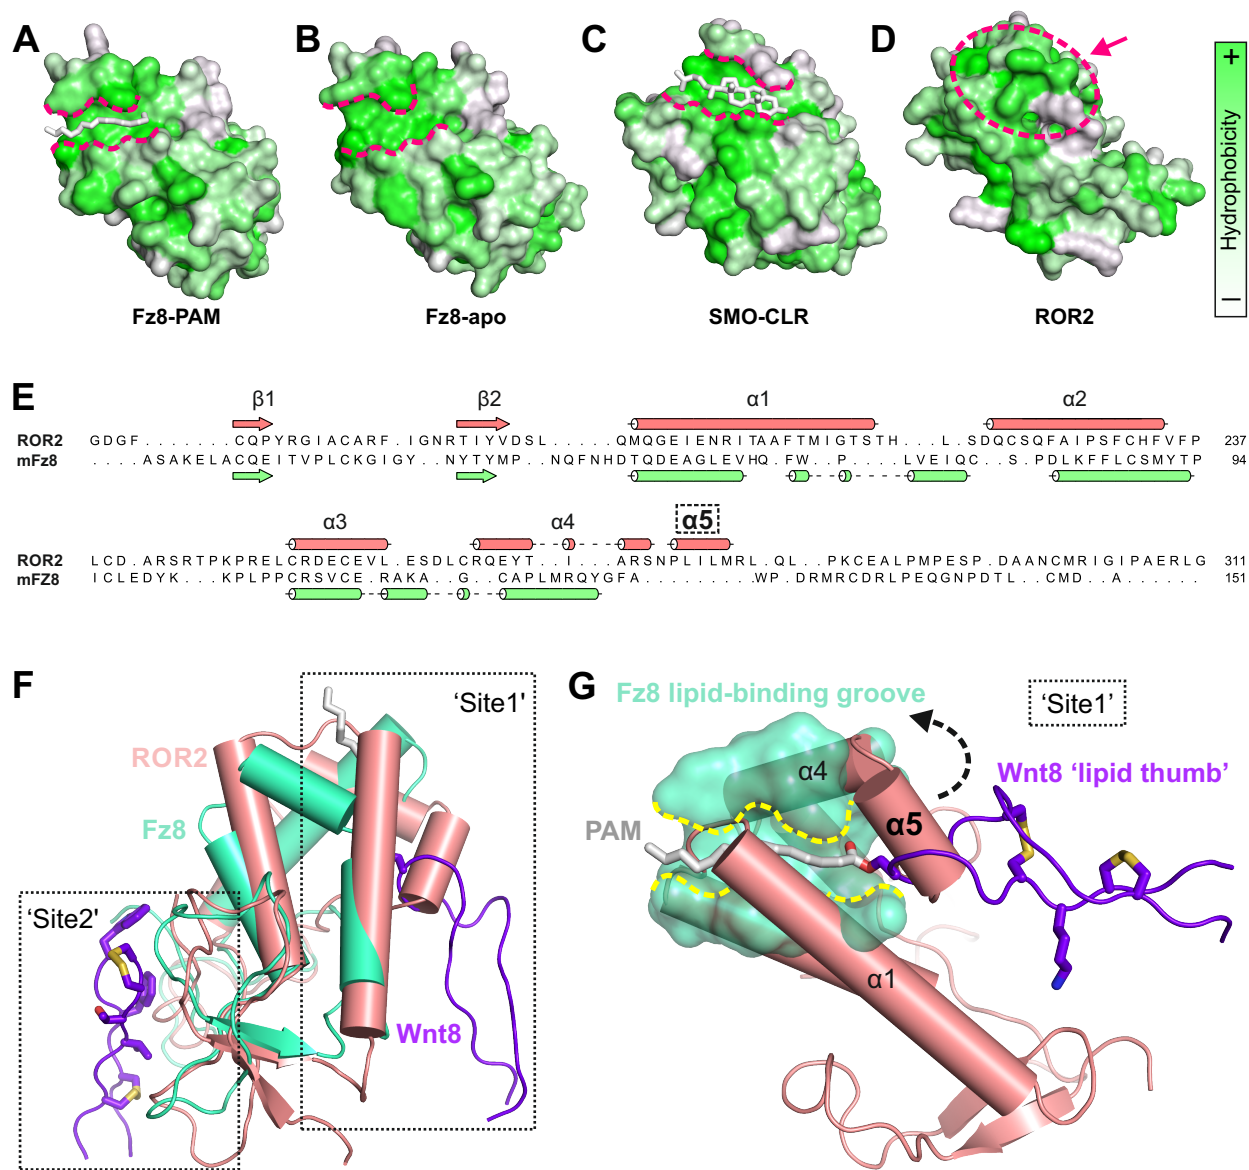 A
B
C
D
Fz8-PAM
Fz8-apo
SMO-CLR
ROR2
+
Hydrophobicity
–
E
β1
β2
α1
α2
ROR2 GDGF.......CQPYRGIACARF.IGNRTIYVDSL....QMQGEIENRITAAFTMIGTSTH...L.SDQCSQFAIPSFCHFVFP 237
mFz8 ....ASAKELACQEITVPLCKGIGY..NYTYMP..NQFNHDTQDEAGLEVHQ.FW..P.....LVEIQC..S.PDLKFFLCSMYTP 94
α3
α4
α5
ROR2 LCD.ARSRTPKPRELCRDECEVL.ESDLCRQEYT...I...ARSNPLILMRL.QL..PKCEALPMPESP.DAANCMRIGIPAERLG 311
mFZ8 ICLEDYK...KPLPPCRSVCE.RAKA..G..CAPLMRQYGFA.........WP.DRMRCDRLPEQGNPDTL..CMD..A....... 151
F
'Site1'
ROR2
Fz8
'Site2'
Wnt8
G
Fz8 lipid-binding groove
'Site1'
α4
Wnt8 'lipid thumb'
PAM
α5
α1